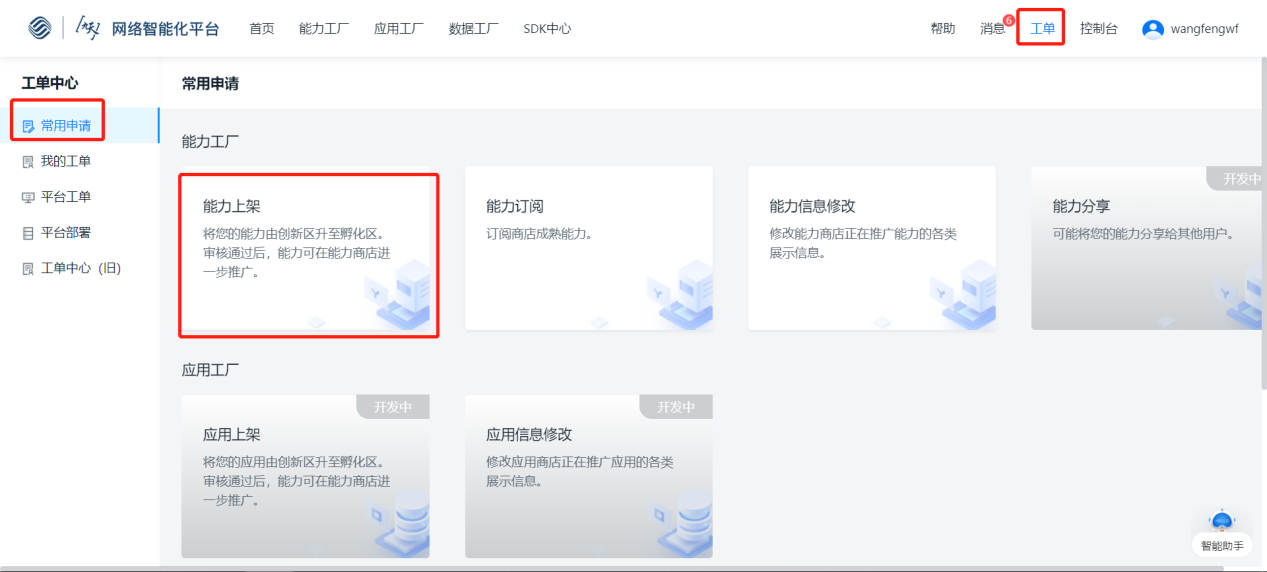 网络智能化平台
首页
能力工厂
应用工厂
数据工厂
SDK中心
帮助
消息
6
工单
控制台
wangfengwf
工单中心
常用申请
我的工单
平台工单
平台部署
工单中心（旧）
常用申请
能力工厂
能力上架
将您的能力由创新区升至孵化区。
审核通过后，能力可在能力商店进
一步推广。
能力订阅
订阅商店成熟能力。
能力信息修改
修改能力商店正在推广能力的各类
展示信息。
开发中
能力分享
可能将您的能力分享给其他用户。
应用工厂
开发中
应用上架
将您的应用由创新区升至孵化区。
审核通过后，能力可在能力商店进
一步推广。
开发中
应用信息修改
修改应用商店正在推广应用的各类
展示信息。
智能助手